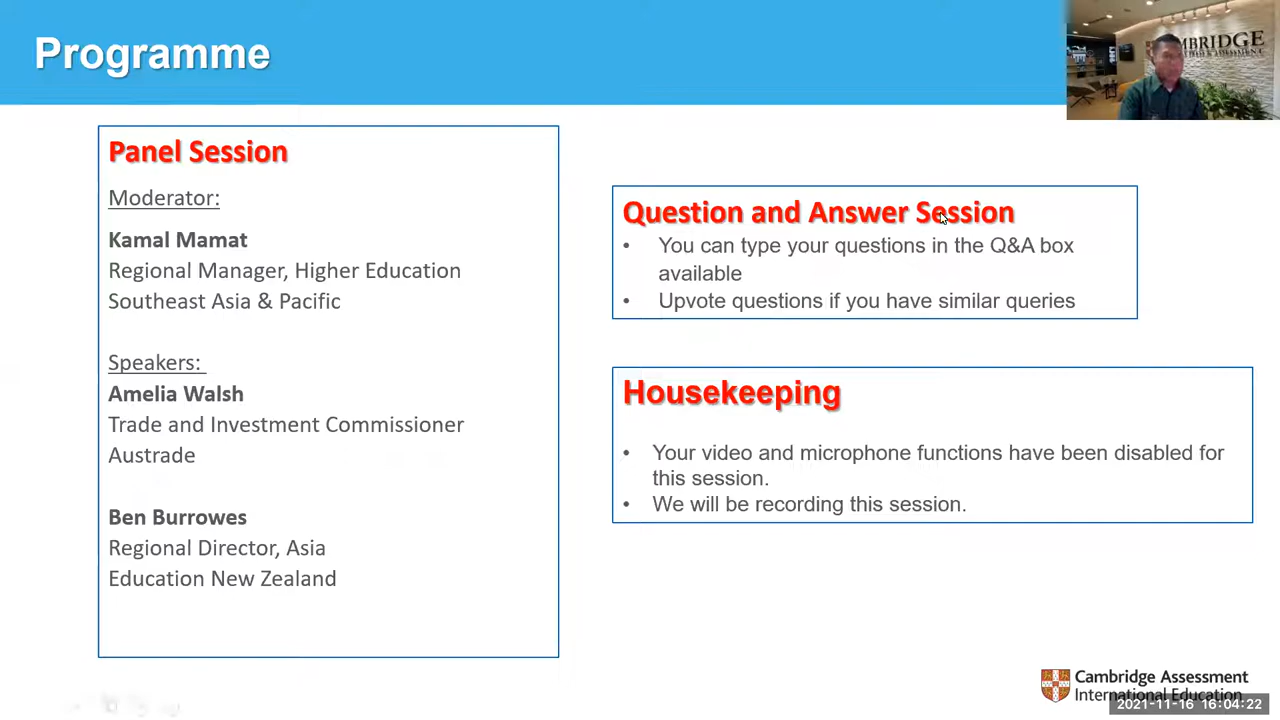 Programme
MBRIDGE
Panel Session
Moderator:
Kamal Mamat
Regional Manager, Higher Education
Southeast Asia & Pacific
Speakers:
Amelia Walsh
Trade and Investment Commissioner
Austrade
Ben Burrowes
Regional Director, Asia
Education New Zealand
Question and Answer Session
• You can type your questions in the Q&A box
available
• Upvote questions if you have similar queries
Housekeeping
• Your video and microphone functions have been disabled for
this session.
• We will be recording this session.
Cambridge Assessment
International Education
2021-11-16 16:04:22